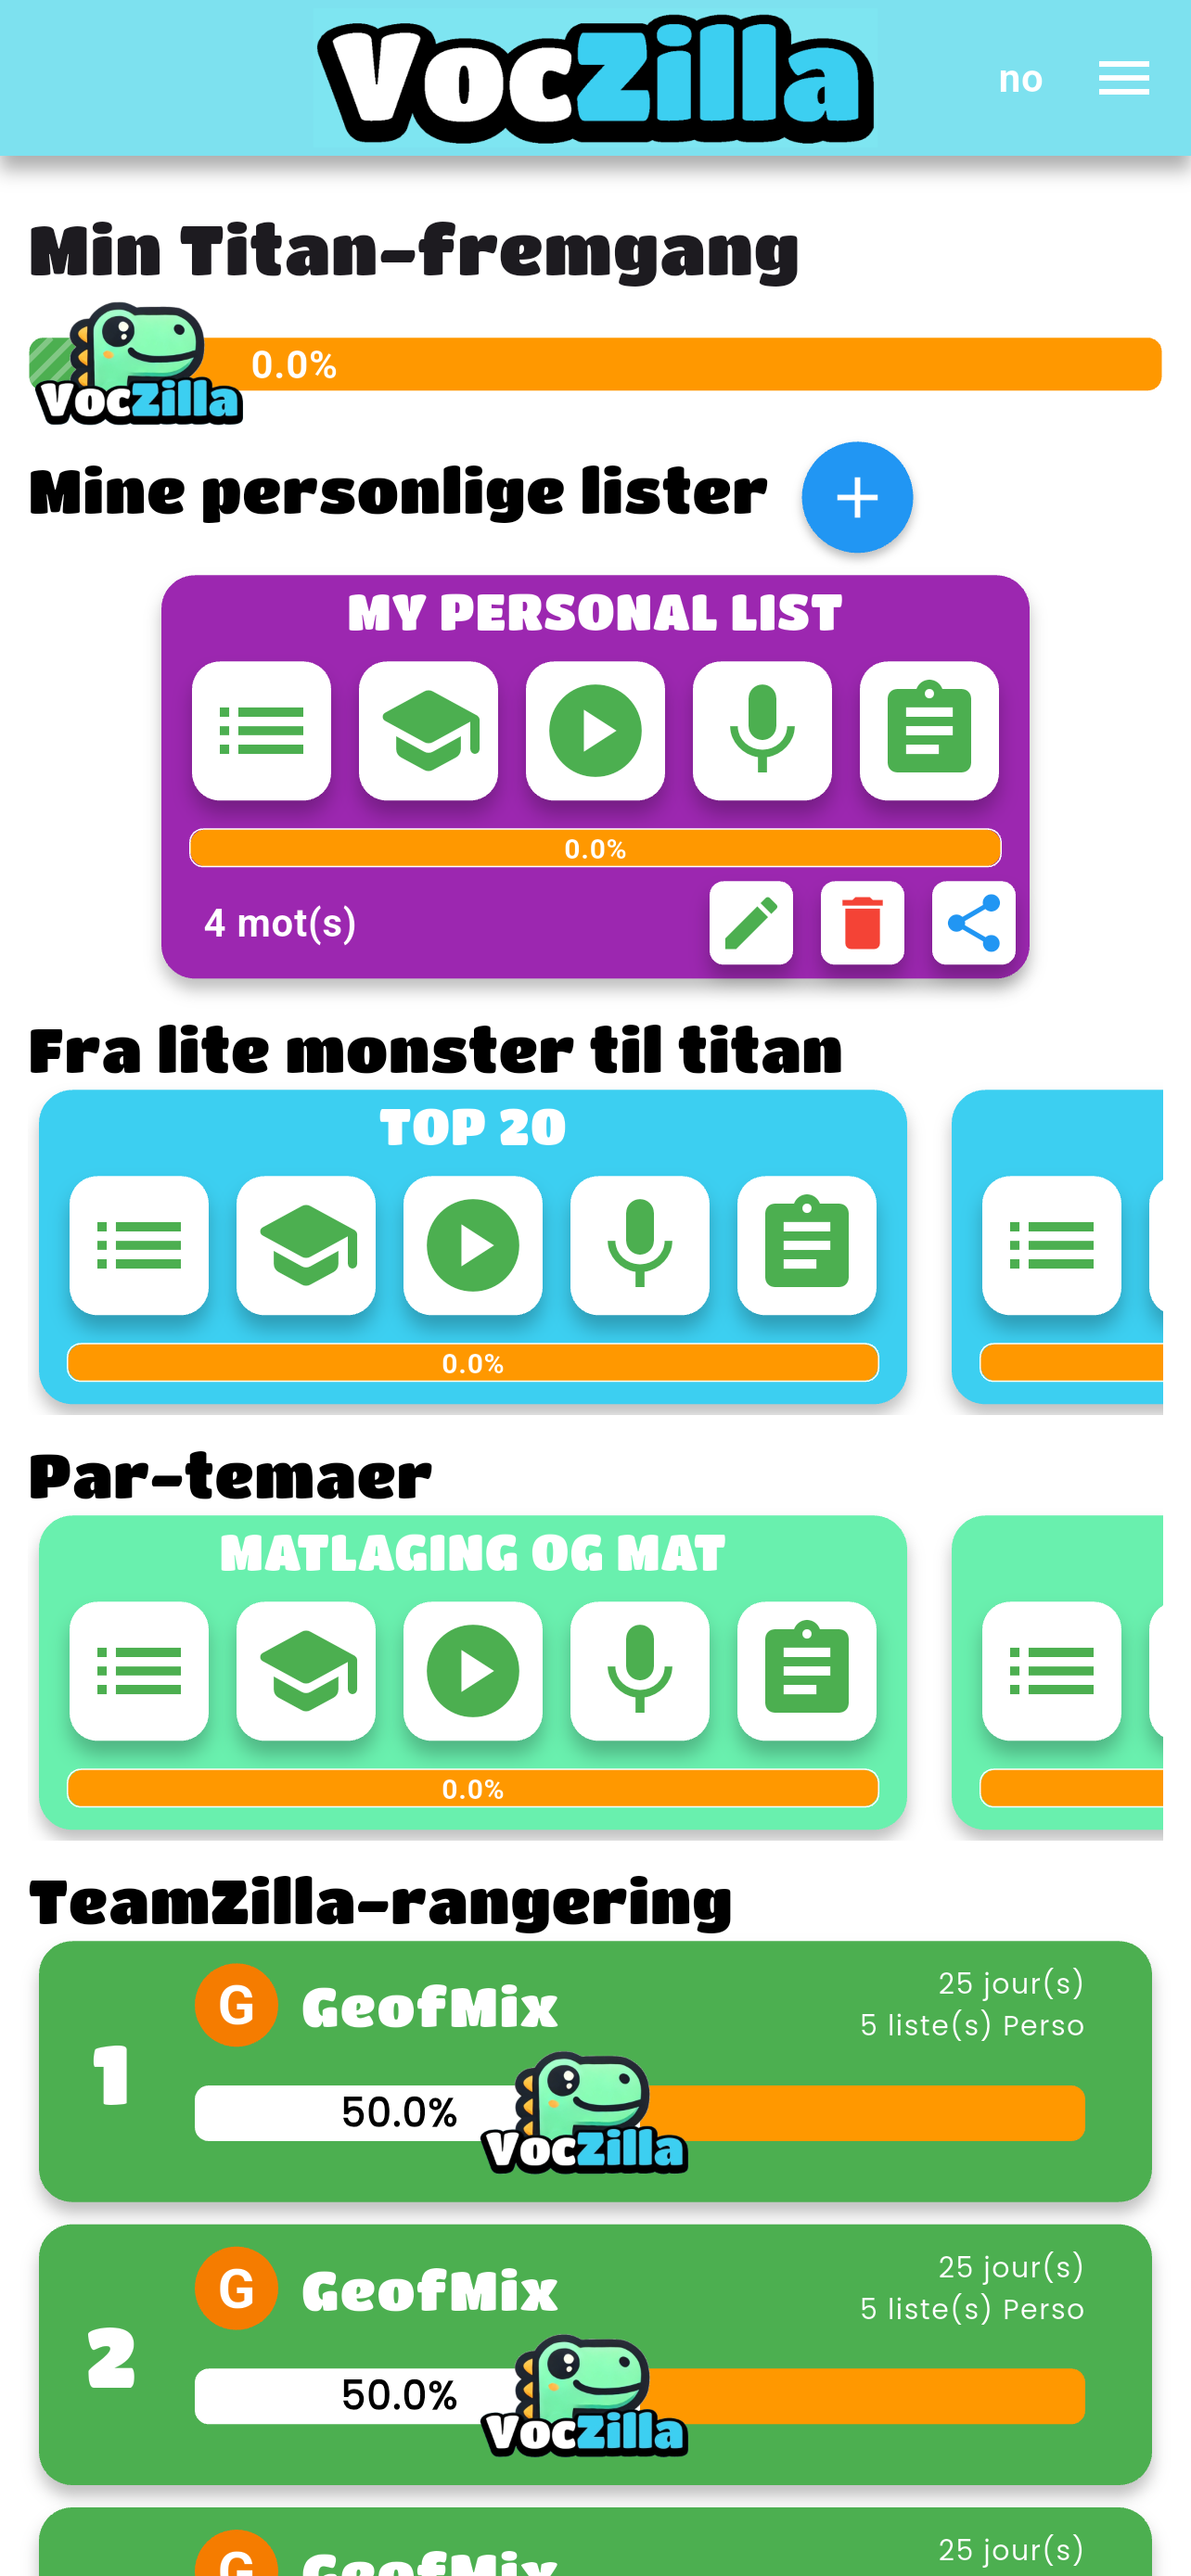 VocZilla
no
Min Titan-fremgang
0.0%
VocZilla
Mine personlige lister
MY PERSONAL LIST
0.0%
4 mot(s)
Fra lite monster til titan
TOP 20
0.0%
Par-temaer
MATLAGING OG MAT
0.0%
TeamZilla-rangering
1
G
GeofMix
25 jour(s)
5 liste(s) Perso
50.0%
VocZilla
2
G
GeofMix
25 jour(s)
5 liste(s) Perso
50.0%
VocZilla
G
GeofMix
25 jour(s)